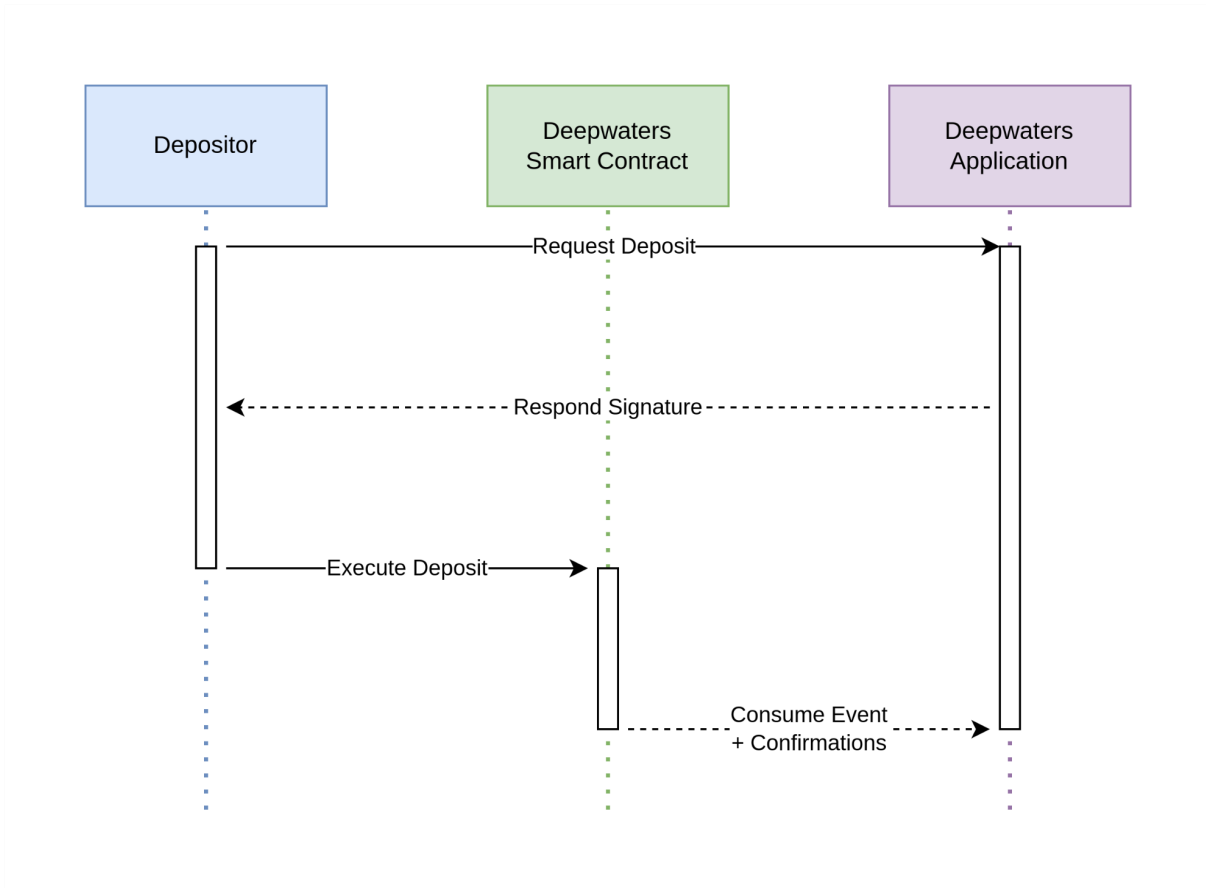 Depositor
Deepwaters
Smart Contract
Deepwaters
Application
Request Deposit
Respond Signature
Execute Deposit
Consume Event
+ Confirmations